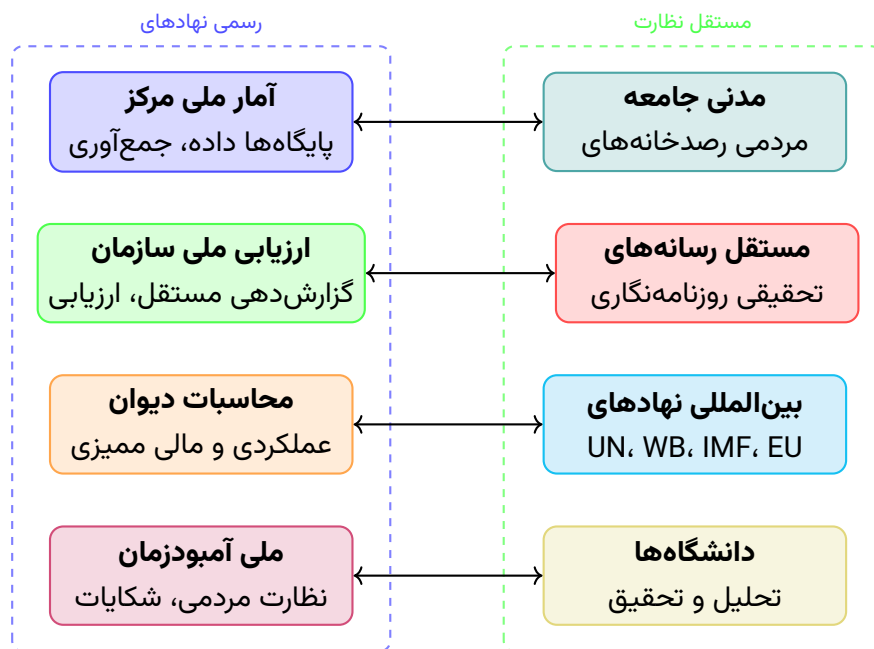 مستقل نظارت
مدنی جامعه
مردمی رصدخانه‌های
مستقل رسانه‌های
تحقیقی روزنامه‌نگاری
بین‌المللی نهادهای
UN، WB، IMF، EU
دانشگاه‌ها
تحلیل و تحقیق
رسمی نهادهای
آمار ملی مرکز
پایگاه‌ها داده، جمع‌آوری
ارزیابی ملی سازمان
گزارش‌دهی مستقل، ارزیابی
محاسبات دیوان
عملکردی و مالی ممیزی
ملی آمبودزمان
نظارت مردمی، شکایات